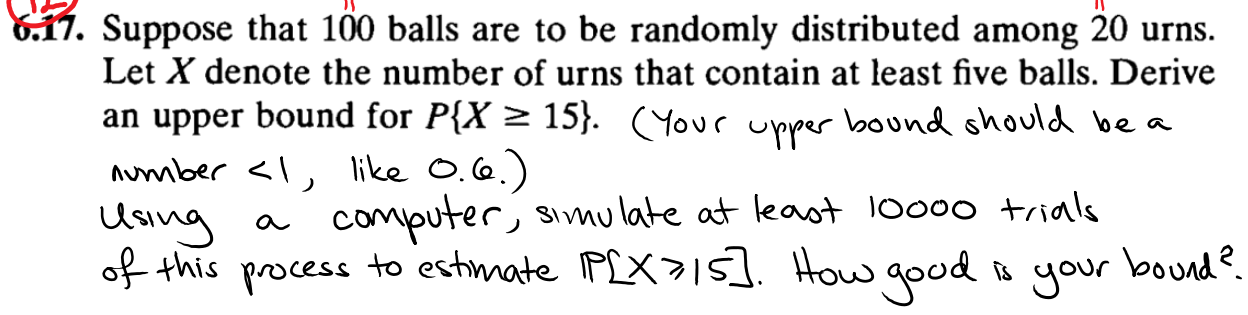 6.17. Suppose that 100 balls are to be randomly distributed among 20 urns.
Let X denote the number of urns that contain at least five balls. Derive
an upper bound for P{X ≥ 15}. (Your upper bound should be a
number <1, like 0.6.)
Using a computer, simulate at least 10000 trials
of this process to estimate P[X≥15]. How good is your bound?